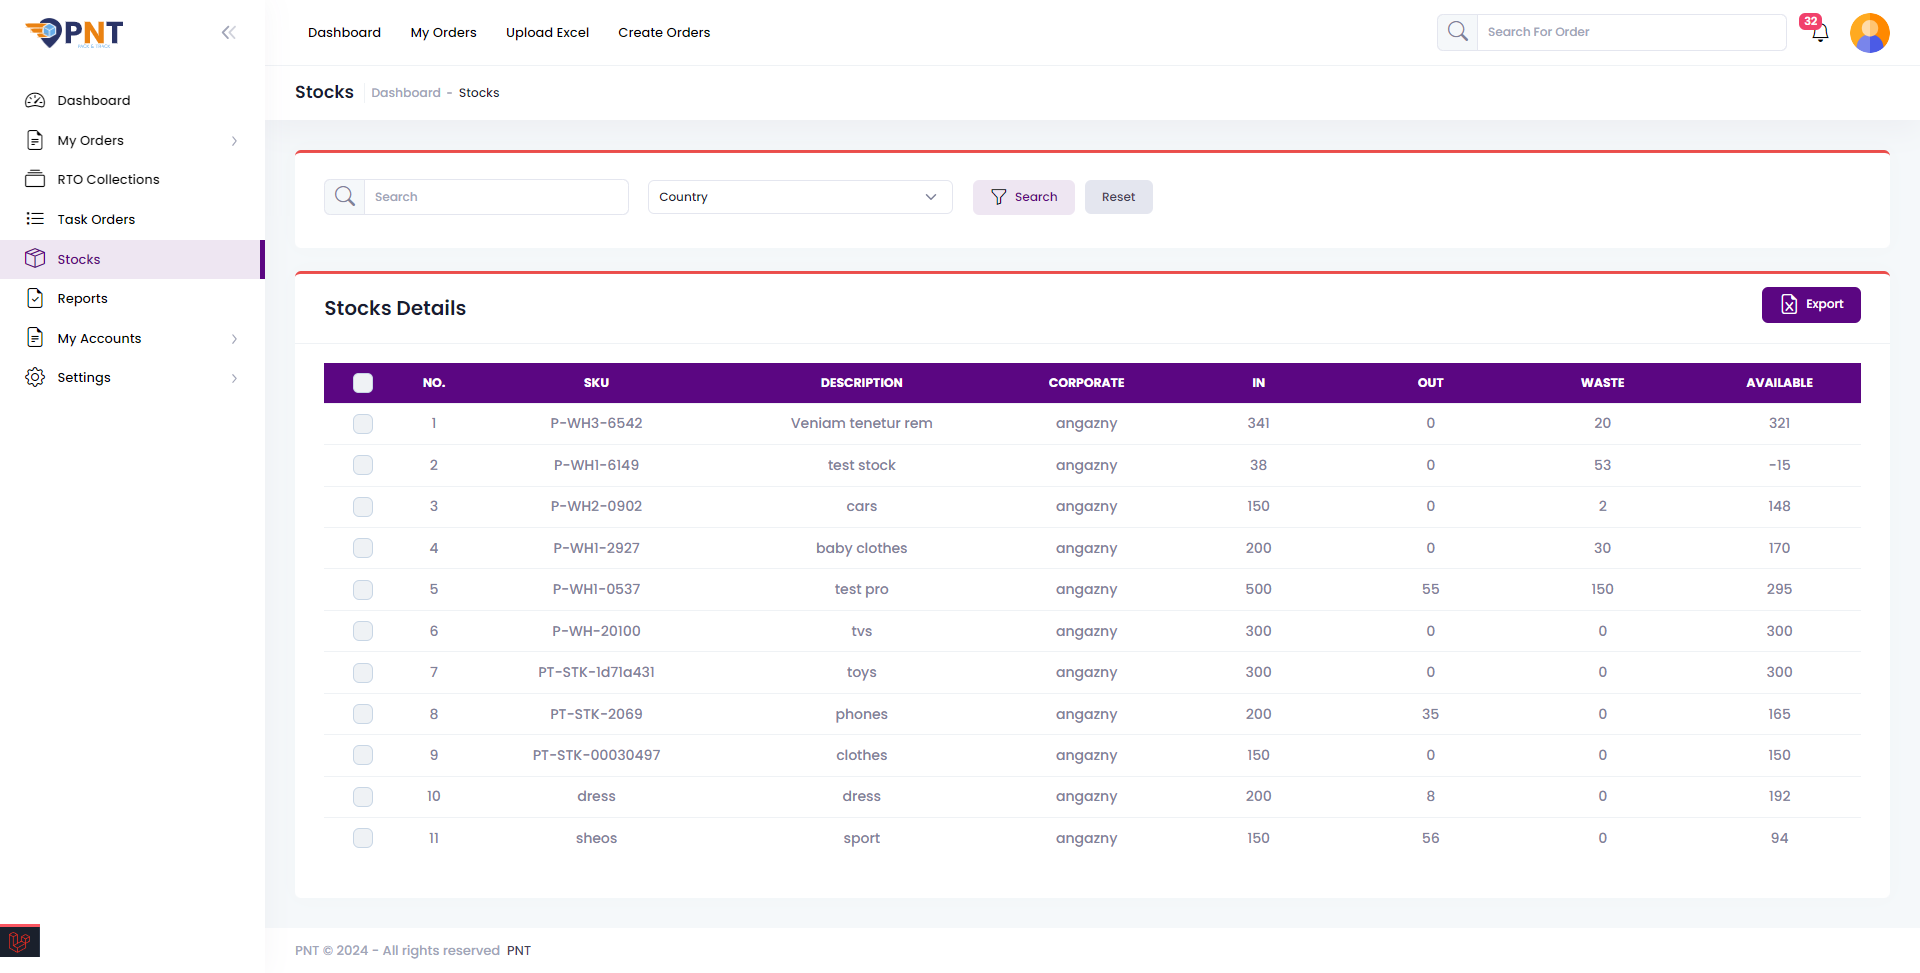 PNT
PACK & TRACK
Dashboard
My Orders
Upload Excel
Create Orders
Search For Order
32
Dashboard
My Orders
RTO Collections
Task Orders
Stocks
Reports
My Accounts
Settings
Stocks Dashboard - Stocks
Search Country Search Reset
Stocks Details
Export
NO. SKU DESCRIPTION CORPORATE IN OUT WASTE AVAILABLE
1 P-WH3-6542 Veniam tenetur rem angazny 341 0 20 321
2 P-WH1-6149 test stock angazny 38 0 53 -15
3 P-WH2-0902 cars angazny 150 0 2 148
4 P-WH1-2927 baby clothes angazny 200 0 30 170
5 P-WH1-0537 test pro angazny 500 55 150 295
6 P-WH-20100 tvs angazny 300 0 0 300
7 PT-STK-1d71a431 toys angazny 300 0 0 300
8 PT-STK-2069 phones angazny 200 35 0 165
9 PT-STK-00030497 clothes angazny 150 0 0 150
10 dress dress angazny 200 8 0 192
11 sheos sport angazny 150 56 0 94
PNT © 2024 - All rights reserved PNT